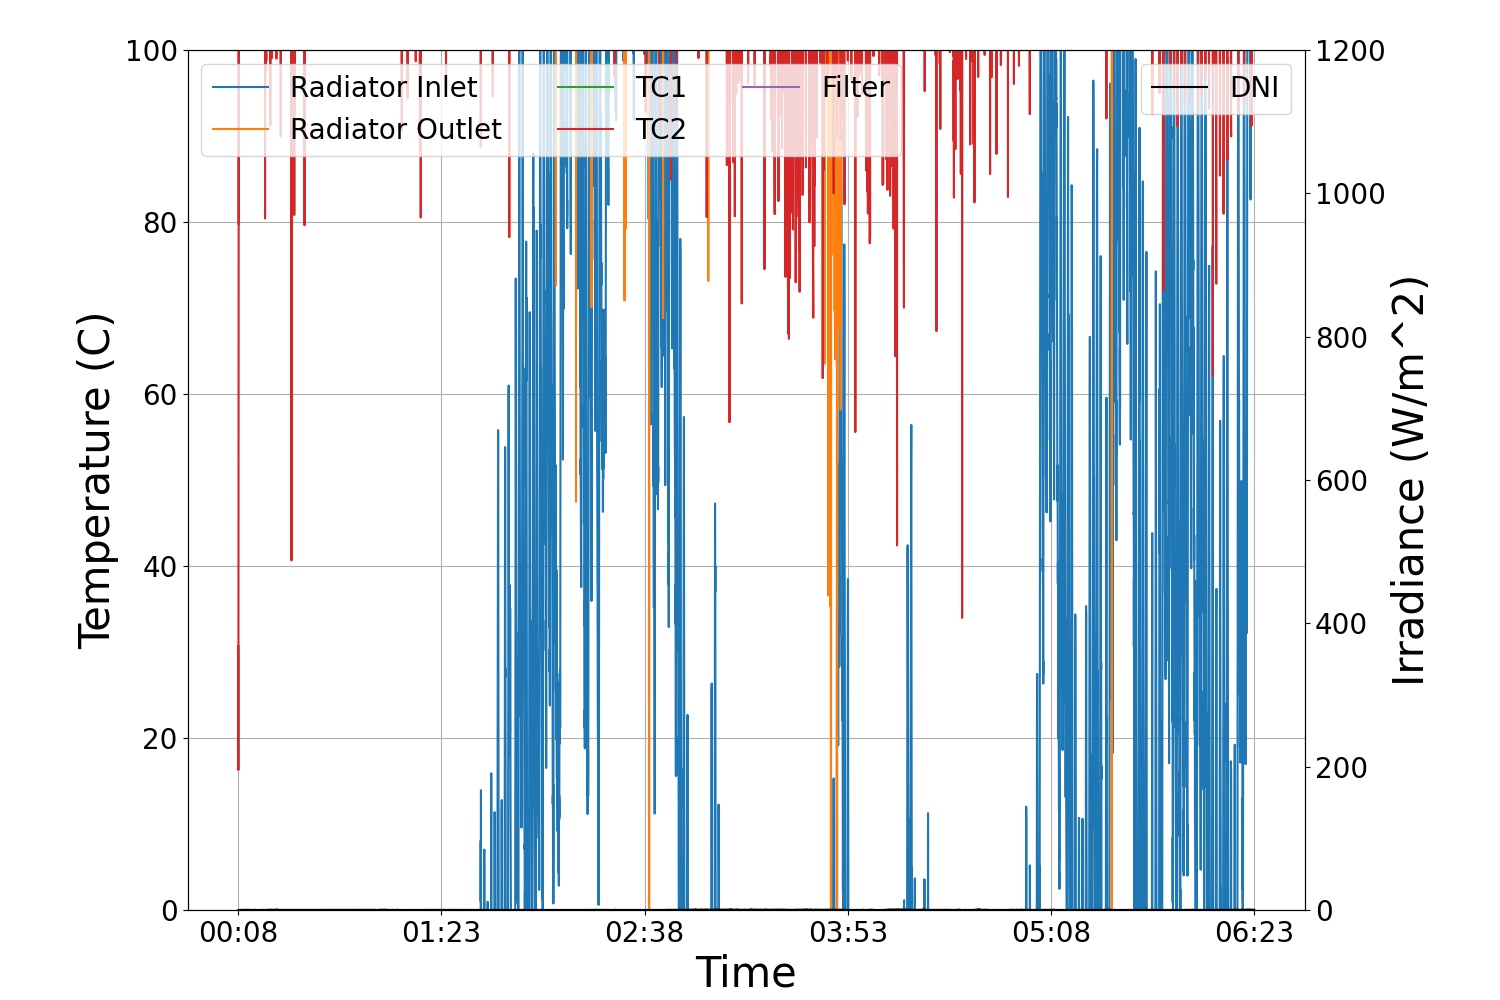 100
80
60
40
20
0
Temperature (C)
Radiator Inlet
Radiator Outlet
TC1
TC2
Filter
DNI
1200
1000
800
600
400
200
0
Irradiance (W/m^2)
00:08
01:23
02:38
03:53
05:08
06:23
Time